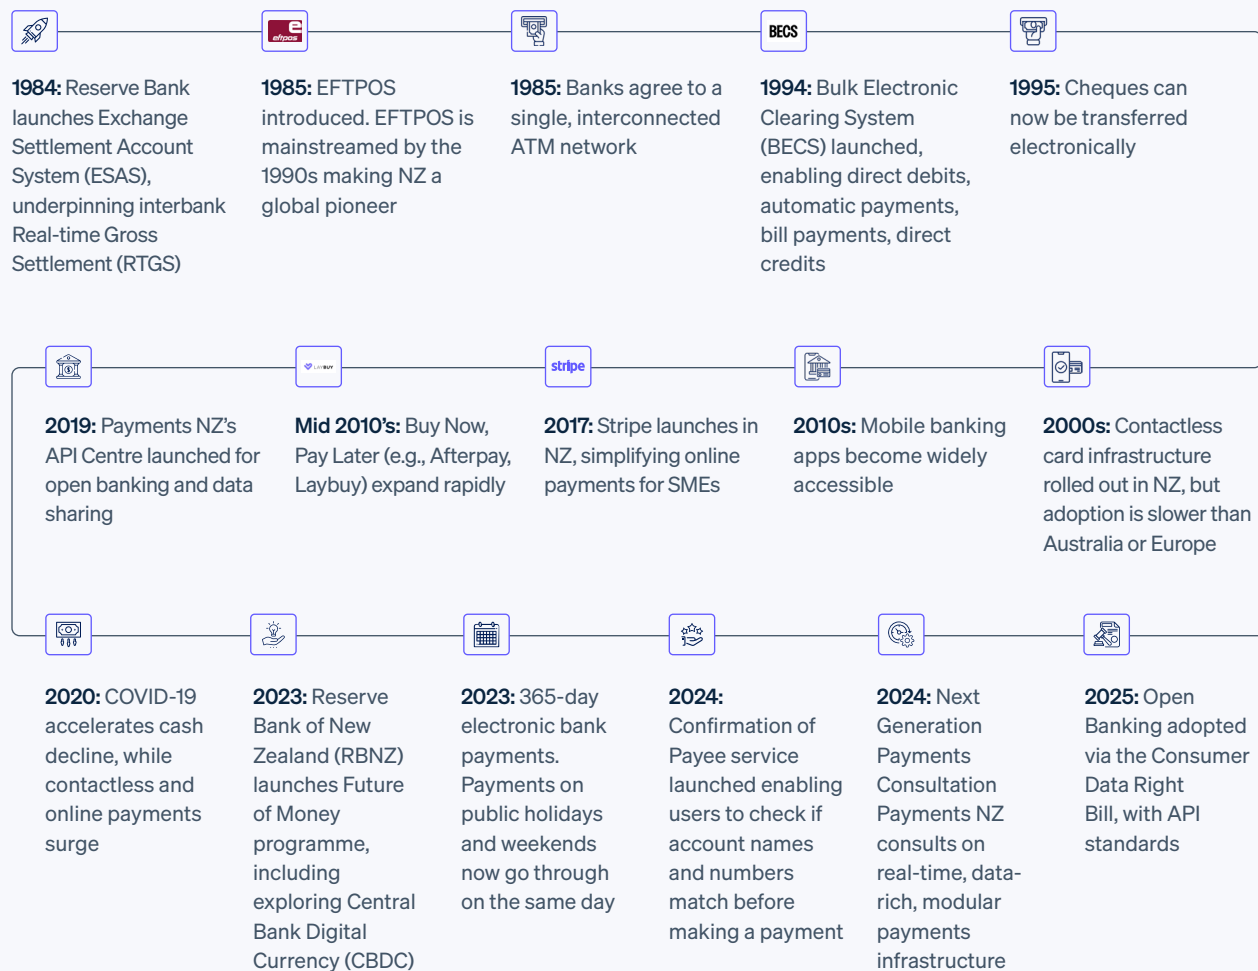 eftpos
BECS
1984: Reserve Bank
launches Exchange
Settlement Account
System (ESAS),
underpinning interbank
Real-time Gross
Settlement (RTGS)
1985: EFTPOS
introduced. EFTPOS is
mainstreamed by the
1990s making NZ a
global pioneer
1985: Banks agree to a
single, interconnected
ATM network
1994: Bulk Electronic
Clearing System
(BECS) launched,
enabling direct debits,
automatic payments,
bill payments, direct
credits
1995: Cheques can
now be transferred
electronically
LAYBUY
stripe
2019: Payments NZ’s
API Centre launched for
open banking and data
sharing
Mid 2010’s: Buy Now,
Pay Later (e.g., Afterpay,
Laybuy) expand rapidly
2017: Stripe launches in
NZ, simplifying online
payments for SMEs
2010s: Mobile banking
apps become widely
accessible
2000s: Contactless
card infrastructure
rolled out in NZ, but
adoption is slower than
Australia or Europe
2020: COVID-19
accelerates cash
decline, while
contactless and
online payments
surge
2023: Reserve
Bank of New
Zealand (RBNZ)
launches Future
of Money
programme,
including
exploring Central
Bank Digital
Currency (CBDC)
2023: 365-day
electronic bank
payments.
Payments on
public holidays
and weekends
now go through
on the same day
2024:
Confirmation of
Payee service
launched enabling
users to check if
account names
and numbers
match before
making a payment
2024: Next
Generation
Payments
Consultation
Payments NZ
consults on
real-time, data-
rich, modular
payments
infrastructure
2025: Open
Banking adopted
via the Consumer
Data Right
Bill, with API
standards